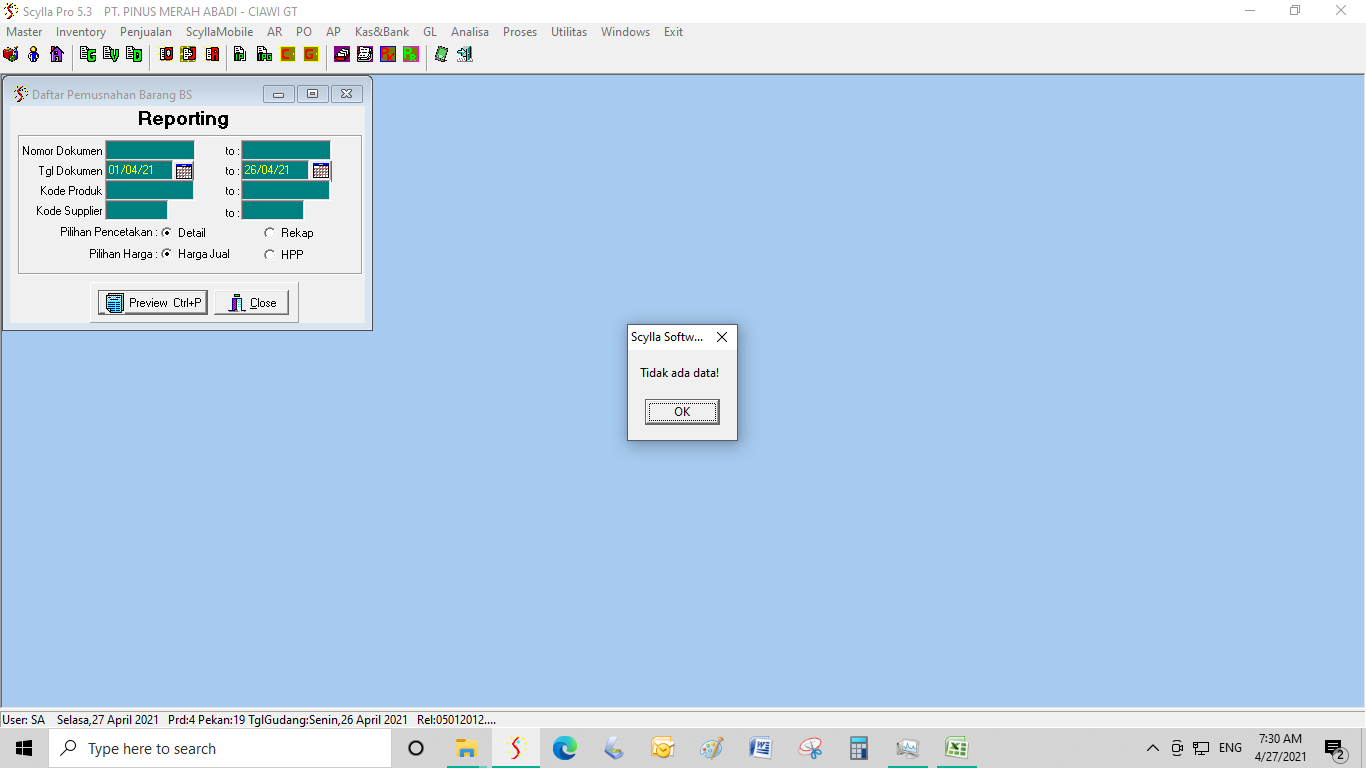 Scylla Pro 5.3 PT. PINUS MERAH ABADI - CIAWI GT
Master Inventory Penjualan ScyllaMobile AR PO AP Kas&Bank GL Analisa Proses Utilitas Windows Exit
Daftar Pemusnahan Barang BS
Reporting
Nomor Dokumen to :
Tgl Dokumen 01/04/21 to : 26/04/21
Kode Produk to :
Kode Supplier to :
Pilihan Pencetakan : Detail Rekap
Pilihan Harga : Harga Jual HPP
Preview Ctrl+P Close
Scylla Softw...
Tidak ada data!
OK
User: SA Selasa,27 April 2021 Prd:4 Pekan:19 TglGudang:Senin,26 April 2021 Rel:05012012....
Type here to search
ENG
7:30 AM
4/27/2021
2